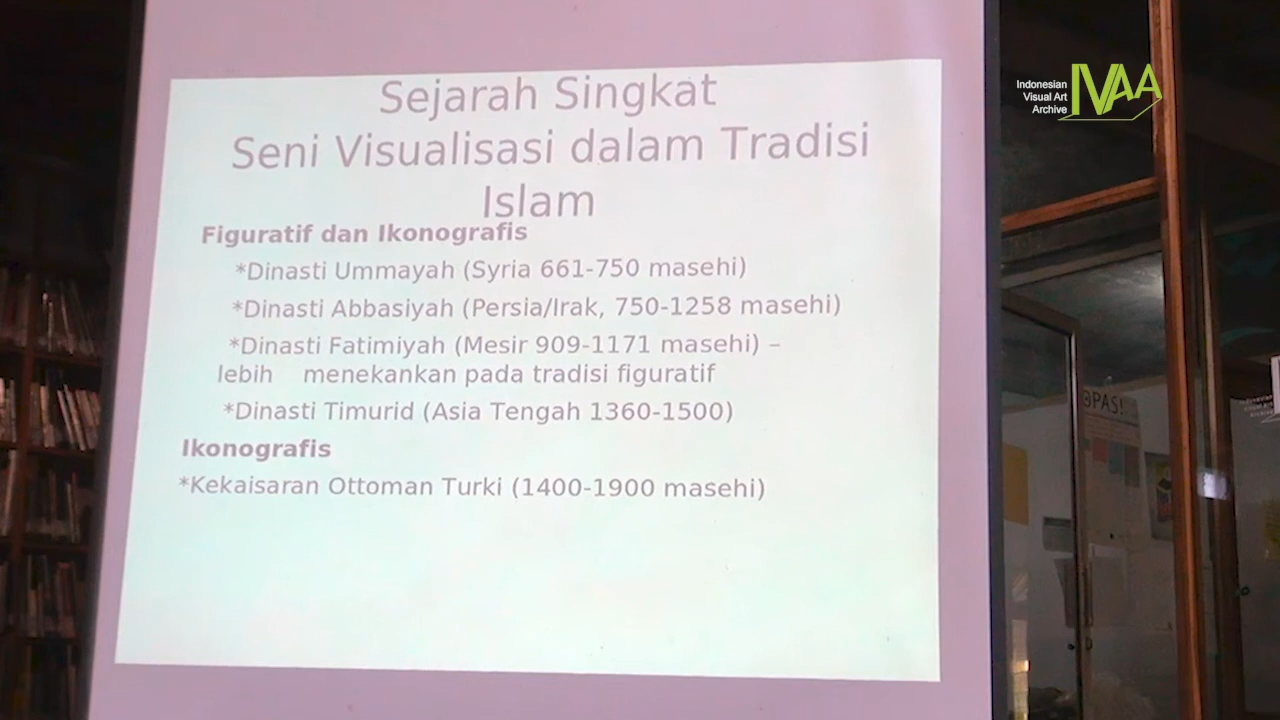 Sejarah Singkat
Seni Visualisasi dalam Tradisi
Islam
Figuratif dan Ikonografis
*Dinasti Ummayah (Syria 661-750 masehi)
*Dinasti Abbasiyah (Persia/Irak, 750-1258 masehi)
*Dinasti Fatimiyah (Mesir 909-1171 masehi) –
lebih menekankan pada tradisi figuratif
*Dinasti Timurid (Asia Tengah 1360-1500)
Ikonografis
*Kekaisaran Ottoman Turki (1400-1900 masehi)
Indonesian
Visual Art
Archive
IVAA
OPAS!